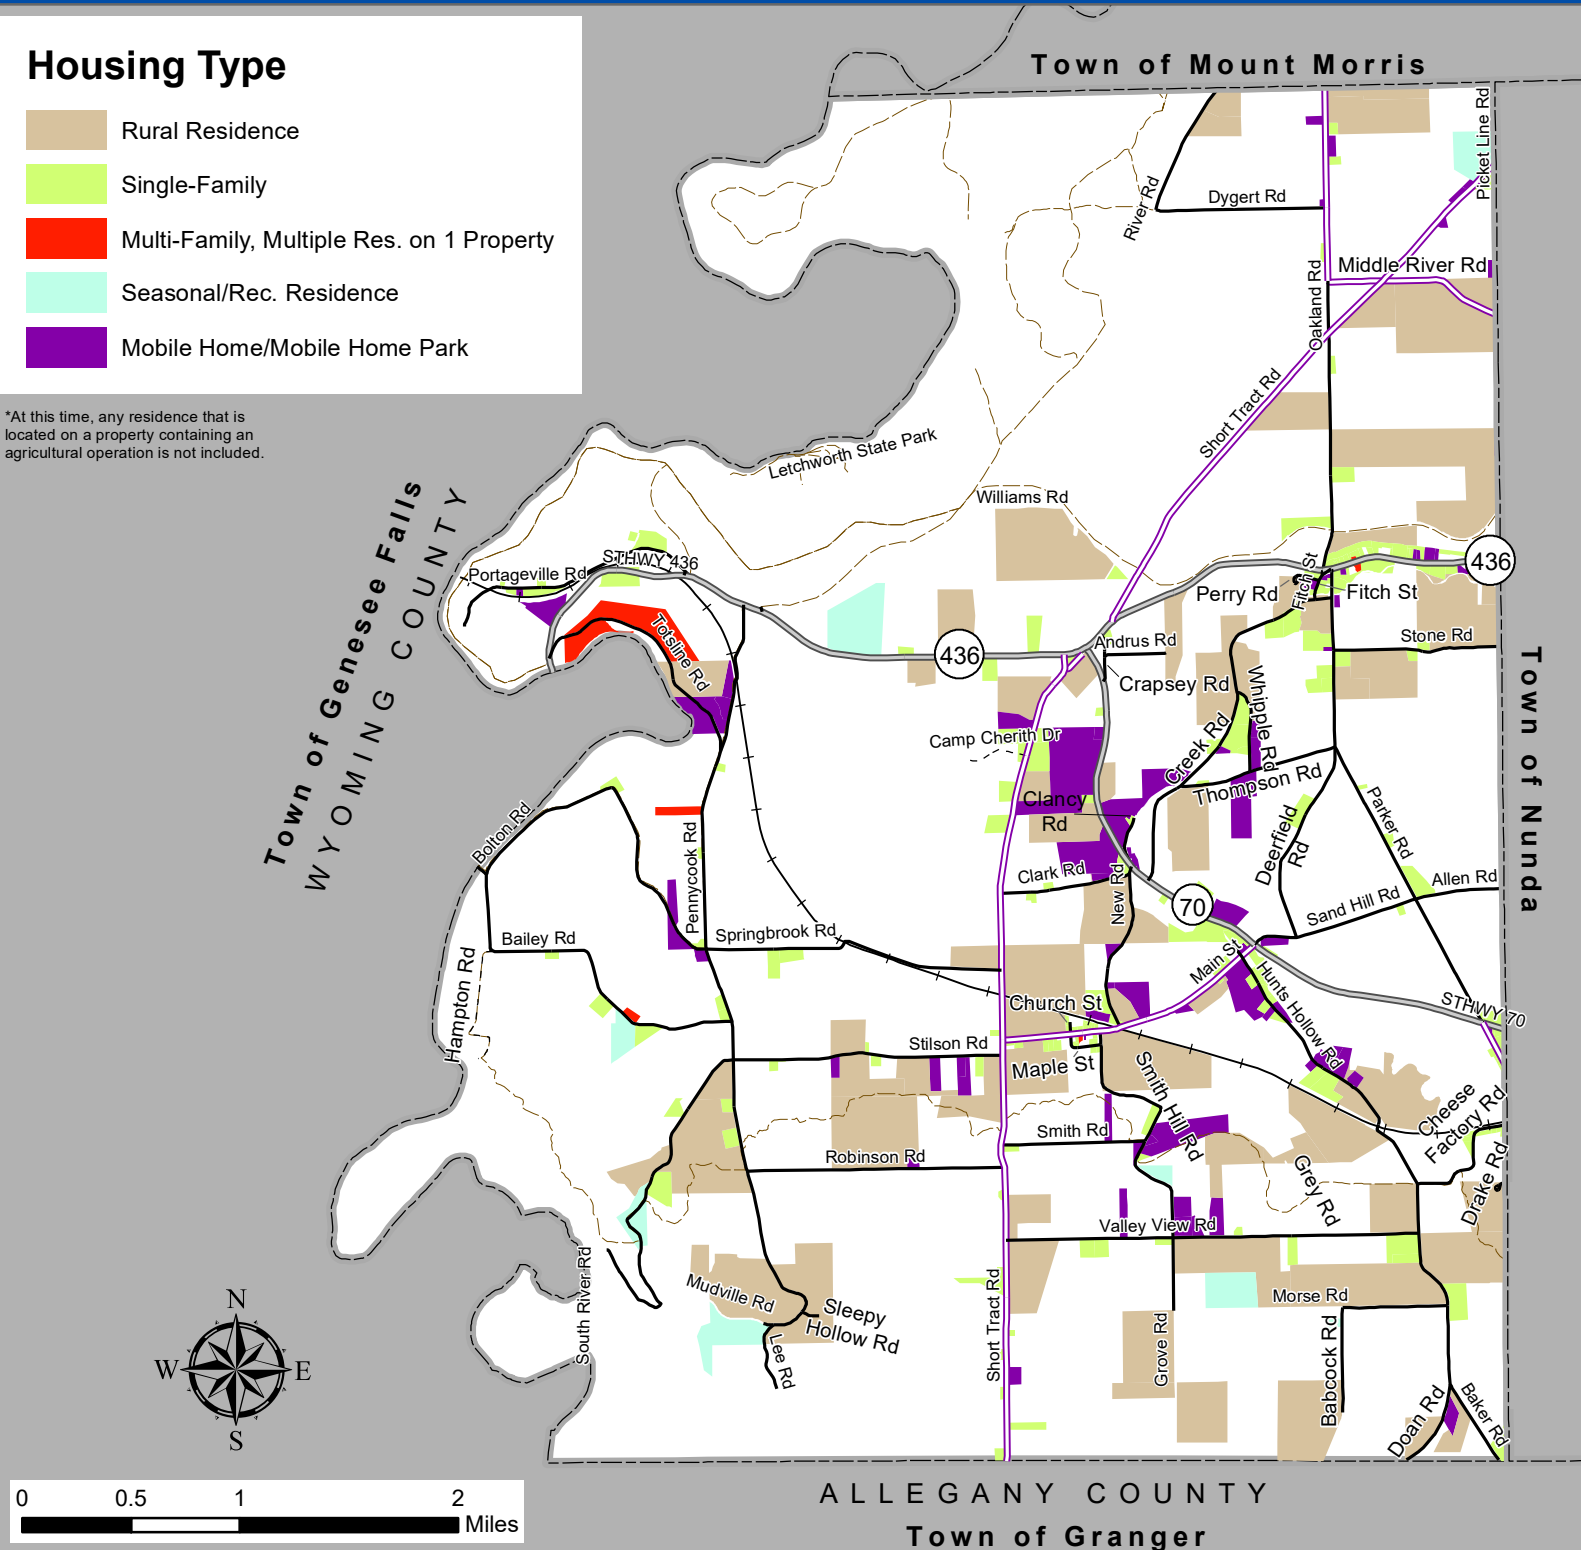 Town of Mount Morris
Housing Type
Rural Residence
Single-Family
Multi-Family, Multiple Res. on 1 Property
Seasonal/Rec. Residence
Mobile Home/Mobile Home Park
*At this time, any residence that is
located on a property containing an
agricultural operation is not included.
Picket Line Rd
River Rd
Dygert Rd
Middle River Rd
Oakland Rd
Short Tract Rd
Letchworth State Park
Williams Rd
Town of Genesee Falls
WYOMING COUNTY
STHWY 436
Portageville Rd
436
Fitch St
Perry Rd
Fitch St
Totsline Rd
436
Andrus Rd
Stone Rd
Crapsey Rd
Whipple Rd
Town of Nunda
Camp Cherith Dr
Creek Rd
Thompson Rd
Clancy
Rd
Bolton Rd
Pennycook Rd
Deerfield
Rd
Parker Rd
Clark Rd
New Rd
Allen Rd
70
Sand Hill Rd
Bailey Rd
Springbrook Rd
Main St
Hunts Hollow Rd
Hampton Rd
Church St
STHWY 70
Stilson Rd
Maple St
Smith Hill Rd
Cheese
Factory Rd
Smith Rd
Robinson Rd
Grey Rd
Drake Rd
Valley View Rd
South River Rd
Mudville Rd
Sleepy
Hollow Rd
Lee Rd
Short Tract Rd
Morse Rd
Grove Rd
Babcock Rd
Doan Rd
Baker Rd
N
W
E
S
0
0.5
1
2
Miles
ALLEGANY COUNTY
Town of Granger